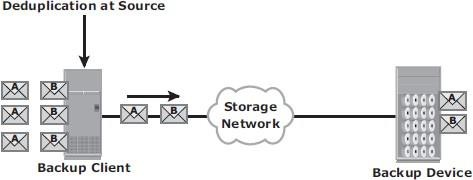 Deduplication at Source
A B
A B
A B
A B
A
B
Storage
Network
Backup Client
Backup Device